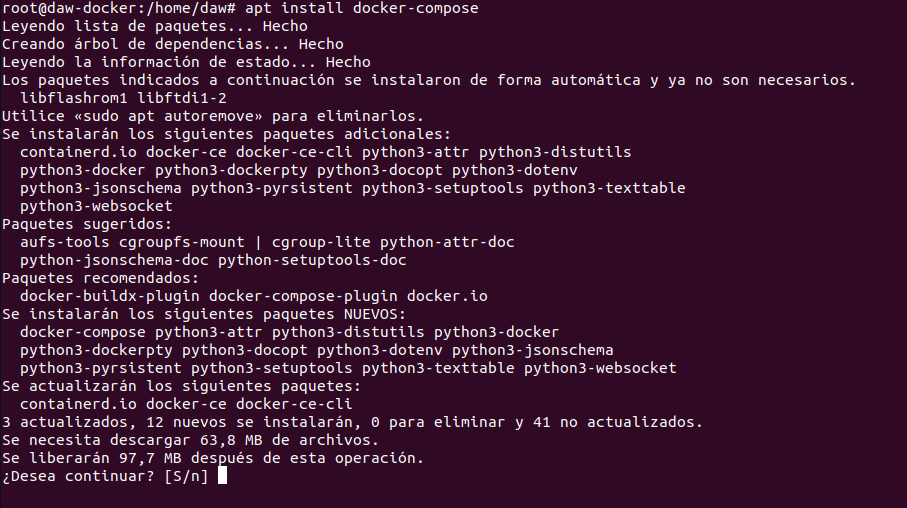 root@daw-docker:/home/daw# apt install docker-compose
Leyendo lista de paquetes... Hecho
Creando árbol de dependencias... Hecho
Leyendo la información de estado... Hecho
Los paquetes indicados a continuación se instalaron de forma automática y ya no son necesarios.
  libflashrom1 libftdi1-2
Utilice «sudo apt autoremove» para eliminarlos.
Se instalarán los siguientes paquetes adicionales:
  containerd.io docker-ce docker-ce-cli python3-attr python3-distutils
  python3-docker python3-dockerpty python3-docopt python3-dotenv
  python3-jsonschema python3-pyrsistent python3-setuptools python3-texttable
  python3-websocket
Paquetes sugeridos:
  aufs-tools cgroupfs-mount | cgroup-lite python-attr-doc
  python-jsonschema-doc python-setuptools-doc
Paquetes recomendados:
  docker-buildx-plugin docker-compose-plugin docker.io
Se instalarán los siguientes paquetes NUEVOS:
  docker-compose python3-attr python3-distutils python3-docker
  python3-dockerpty python3-docopt python3-dotenv python3-jsonschema
  python3-pyrsistent python3-setuptools python3-texttable python3-websocket
Se actualizarán los siguientes paquetes:
  containerd.io docker-ce docker-ce-cli
3 actualizados, 12 nuevos se instalarán, 0 para eliminar y 41 no actualizados.
Se necesita descargar 63,8 MB de archivos.
Se liberarán 97,7 MB después de esta operación.
¿Desea continuar? [S/n]